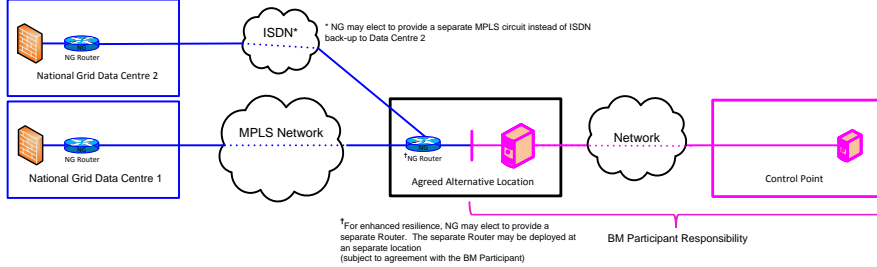 ISDN*
* NG may elect to provide a separate MPLS circuit instead of ISDN
back-up to Data Centre 2
NG
NG Router
National Grid Data Centre 2
MPLS Network
Network
NG
NG Router
NG
†NG Router
National Grid Data Centre 1
Agreed Alternative Location
Control Point
†For enhanced resilience, NG may elect to provide a
separate Router. The separate Router may be deployed at
an separate location
(subject to agreement with the BM Participant)
BM Participant Responsibility